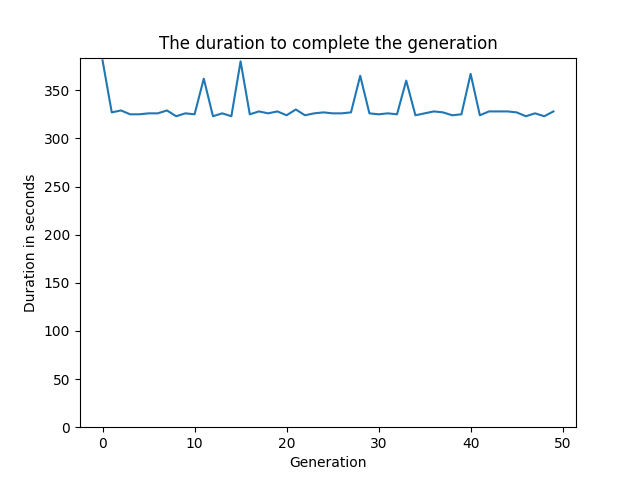 The duration to complete the generation
350
300
250
200
150
100
50
0
Duration in seconds
0 10 20 30 40 50
Generation